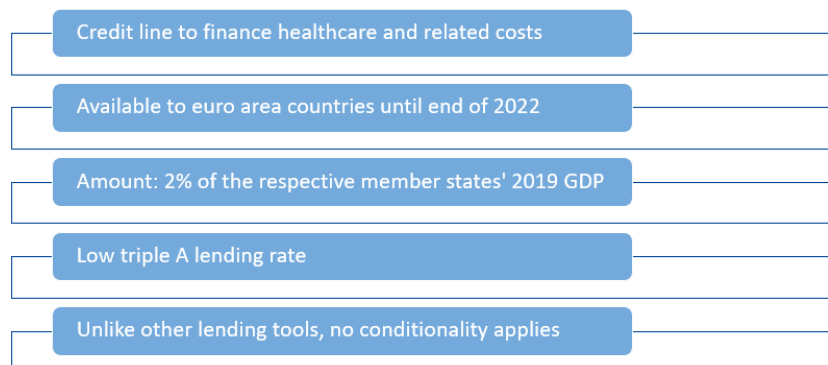 Credit line to finance healthcare and related costs
Available to euro area countries until end of 2022
Amount: 2% of the respective member states' 2019 GDP
Low triple A lending rate
Unlike other lending tools, no conditionality applies